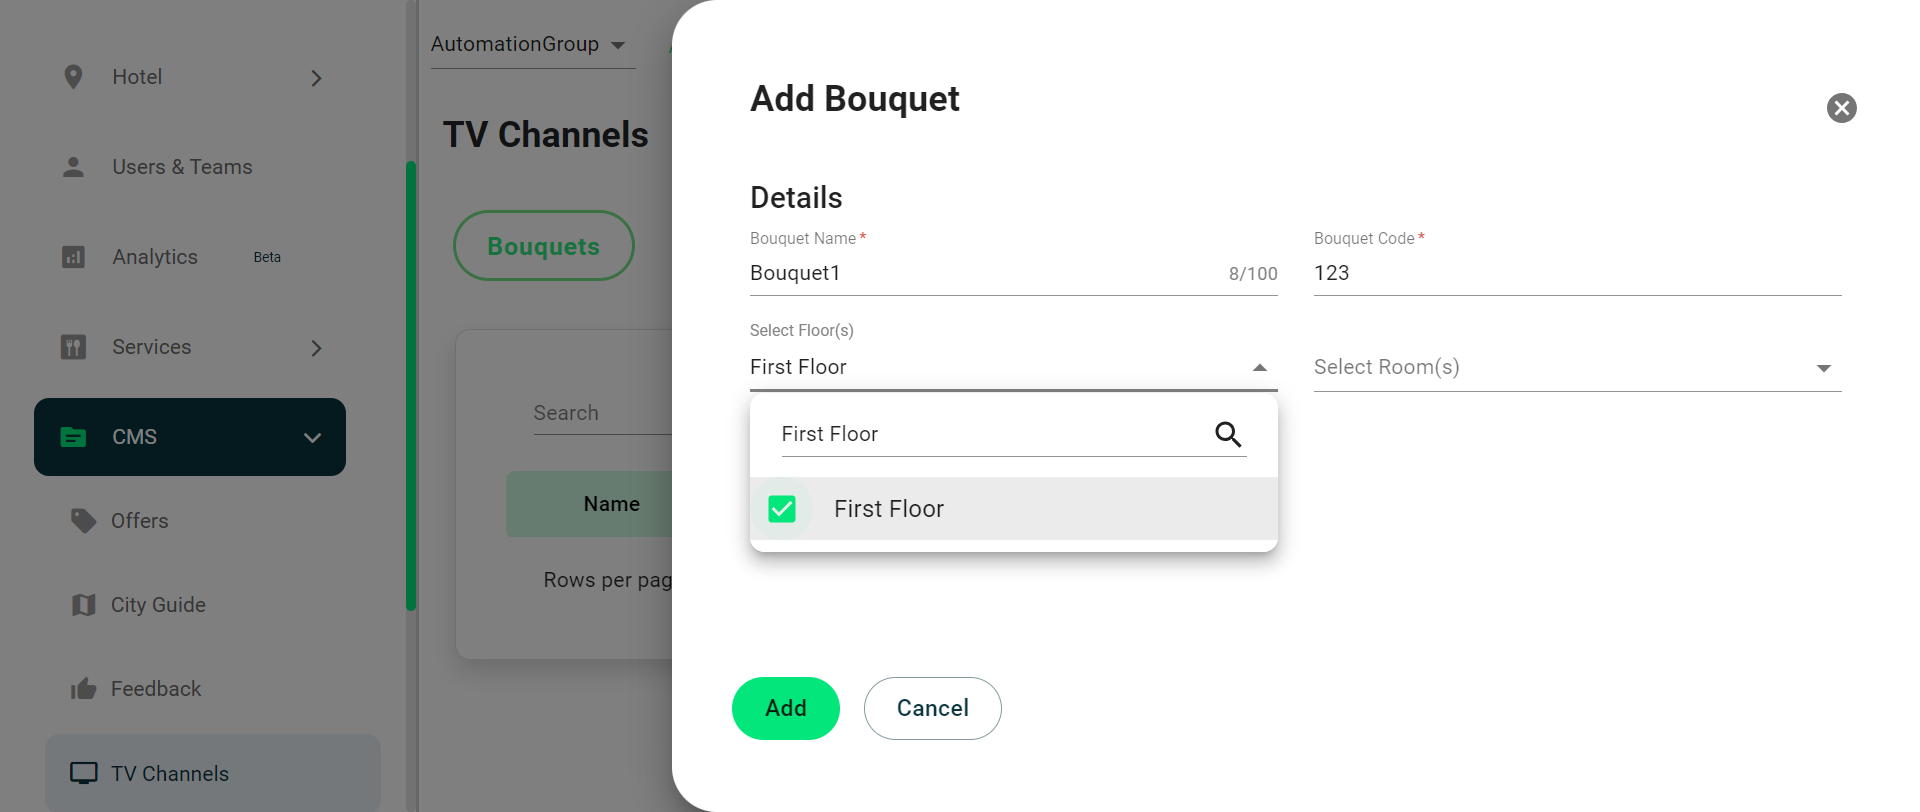 Hotel
Users & Teams
Analytics
Beta
Services
CMS
Offers
City Guide
Feedback
TV Channels
AutomationGroup
TV Channels
Bouquets
Search
Name
Rows per pag
Add Bouquet
Details
Bouquet Name *
Bouquet1
8/100
Bouquet Code *
123
Select Floor(s)
First Floor
Select Room(s)
First Floor
First Floor
Add
Cancel